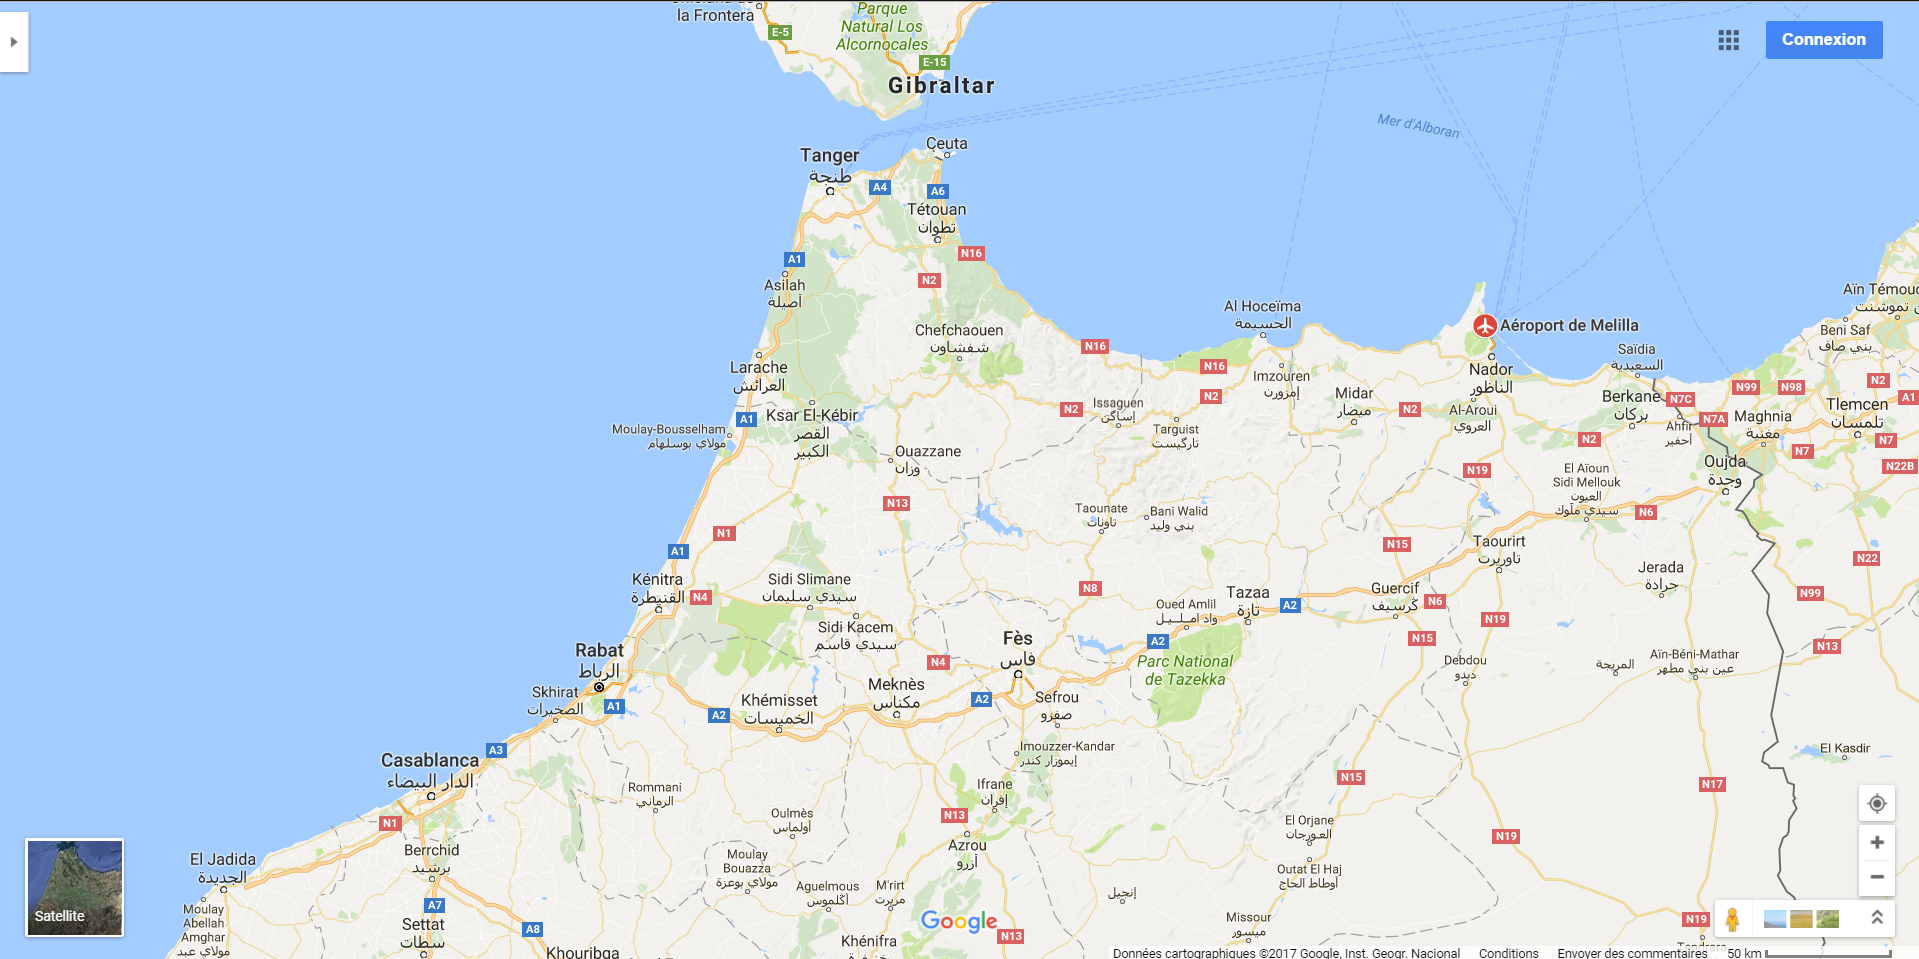 la Frontera
E-5
Parque
Natural Los
Alcornocales
E-15
Gibraltar
Connexion
Mer d'Alboran
Ceuta
Tanger
طنجة
A4
A6
Tétouan
تطوان
N16
A1
N2
Asilah
أصيلة
Chefchaouen
شفشاون
Al Hoceïma
الحسيمة
Aéroport de Melilla
Aïn Témouc
تموشنت
Beni Saf
بني صاف
N16
N16
Saïdia
السعيدية
Larache
العرائش
Imzouren
إمزورن
Nador
الناظور
N99
N98
N2
A1
N2
N2
Issaguen
إساگن
Midar
ميضار
N2
Al-Aroui
العروي
Berkane
بركان
N7C
N7A
Maghnia
مغنية
Tlemcen
تلمسان
A1
Ksar El-Kébir
القصر
الكبير
Moulay-Bousselham
مولاي بوسلهام
Targuist
تارگيست
N2
Ahfir
أحفير
N7
N7
N22B
Ouazzane
وزان
N19
El Aïoun
Sidi Mellouk
العيون
سيدي ملوك
Oujda
وجدة
N13
Taounate
تاونات
Bani Walid
بني وليد
N6
N1
A1
N15
Taourirt
تاوريرت
N22
Jerada
جرادة
Kénitra
القنيطرة
N4
Sidi Slimane
سيدي سليمان
N8
Oued Amlil
واد امليل
Tazaa
تازة
A2
Guercif
گرسيف
N6
N99
N19
Sidi Kacem
سيدي قاسم
Fès
فاس
A2
N15
N13
Rabat
الرباط
N4
Parc National
de Tazekka
Debdou
دبدو
المريجة
Aïn-Béni-Mathar
عين بني مطهر
Skhirat
الصخيرات
A1
A2
Khémisset
الخميسات
Meknès
مكناس
A2
Sefrou
صفرو
A3
Imouzzer-Kandar
إيموزار كندر
El Kasdir
Casablanca
الدار البيضاء
Rommani
الرماني
Ifrane
إفران
N15
N17
N1
Oulmès
أولماس
N13
El Orjane
العورجان
N19
Azrou
أزرو
Berrchid
برشيد
El Jadida
الجديدة
Moulay
Bouazza
مولاي بوعزة
Outat El Haj
أوطاط الحاج
Aguelmous
أگلموس
M'rirt
مريرت
إنجيل
Satellite
Moulay
Abellah
Amghar
مولاي عبد
A7
Settat
سطات
A8
Khouribga
Google
N13
Khénifra
خنيفرة
Missour
ميسور
N19
Tendrara
Données cartographiques ©2017 Google, Inst. Geogr. Nacional
Conditions
Envoyer des commentaires
50 km